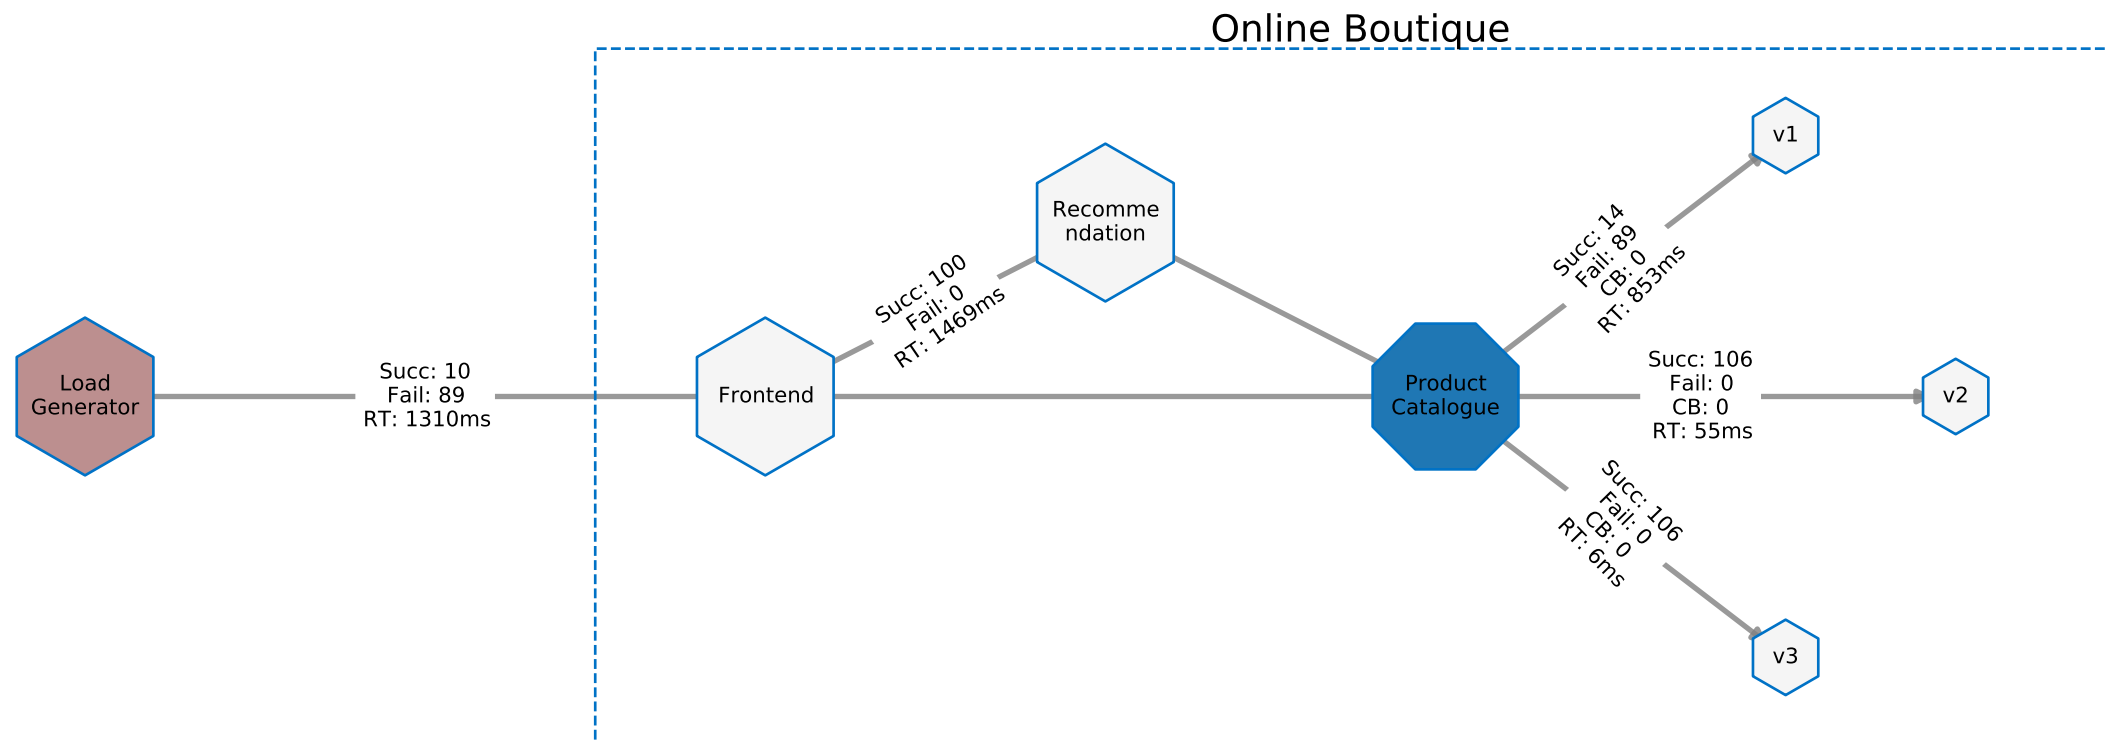 Online Boutique
Load
Generator
Succ: 10
Fail: 89
RT: 1310ms
Frontend
Succ: 100
Fail: 0
RT: 1469ms
Recomme
ndation
Product
Catalogue
Succ: 14
Fail: 89
CB: 0
RT: 853ms
v1
Succ: 106
Fail: 0
CB: 0
RT: 55ms
v2
Succ: 106
Fail: 0
CB: 0
RT: 6ms
v3